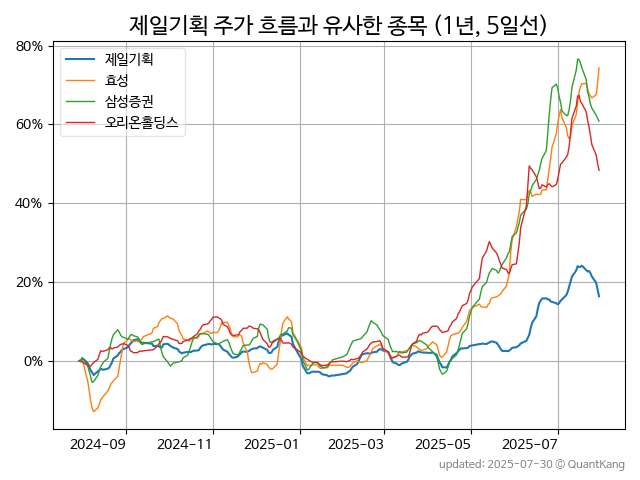 제일기획 주가 흐름과 유사한 종목 (1년, 5일선)
80%
60%
40%
20%
0%
제일기획
효성
삼성증권
오리온홀딩스
2024-09 2024-11 2025-01 2025-03 2025-05 2025-07
updated: 2025-07-30 © QuantKang